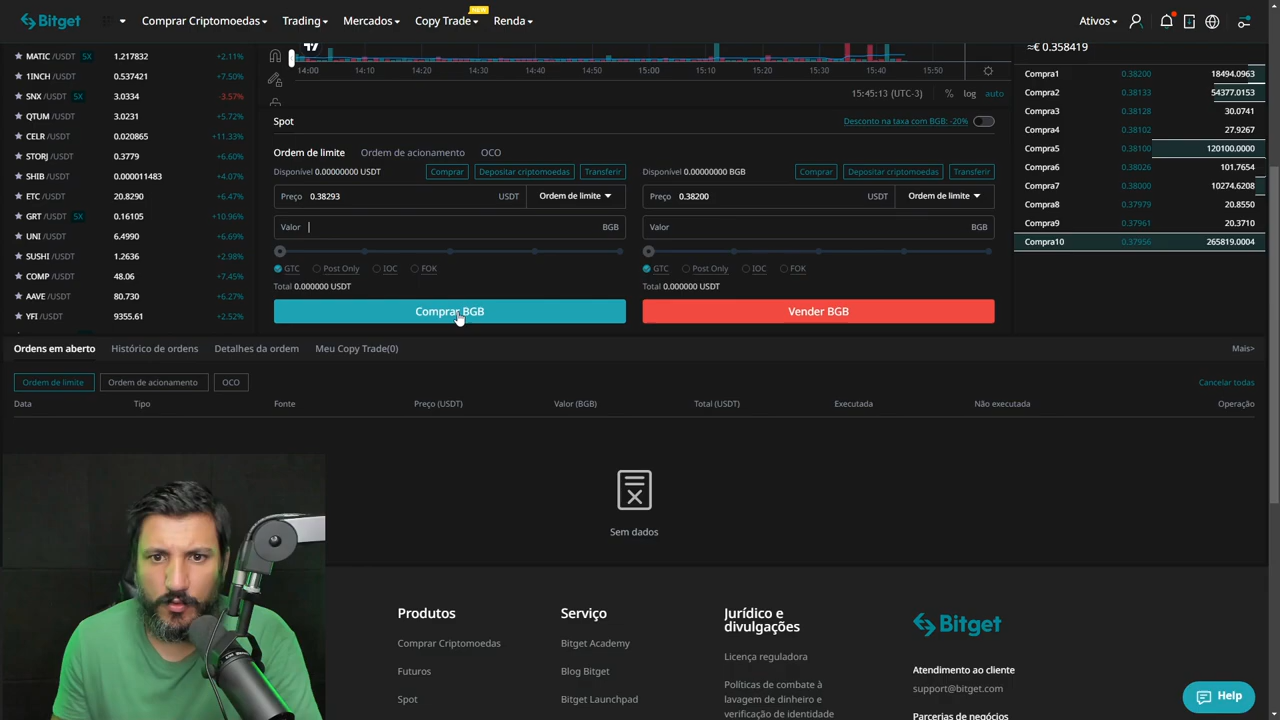 Bitget
Comprar Criptomoedas
Trading
Mercados
Copy Trade
NEW
Renda
Ativos
MATIC /USDT 5X 1.217832 +2.11%
1INCH /USDT 0.537421 +7.50%
SNX /USDT 5X 3.0334 -3.57%
QTUM /USDT 3.0231 +5.72%
CELR /USDT 0.020865 +11.33%
STORJ /USDT 0.3779 +6.60%
SHIB /USDT 0.000011483 +4.07%
ETC /USDT 20.8290 +6.47%
GRT /USDT 5X 0.16105 +10.96%
UNI /USDT 6.4990 +6.69%
SUSHI /USDT 1.2636 +2.98%
COMP /USDT 48.06 +7.45%
AAVE /USDT 80.730 +6.27%
YFI /USDT 9355.61 +2.52%
14:00 14:10 14:20 14:30 14:40 14:50 15:00 15:10 15:20 15:30 15:40 15:50
15:45:13 (UTC-3) % log auto
Spot
Desconto na taxa com BGB: -20%
Ordem de limite Ordem de acionamento OCO
Disponível 0.00000000 USDT Comprar Depositar criptomoedas Transferir
Preço 0.38293 USDT Ordem de limite
Valor BGB
GTC Post Only IOC FOK
Total 0.000000 USDT
Comprar BGB
Disponível 0.00000000 BGB Comprar Depositar criptomoedas Transferir
Preço 0.38200 USDT Ordem de limite
Valor BGB
GTC Post Only IOC FOK
Total 0.000000 USDT
Vender BGB
≈€ 0.358419
Compra1 0.38200 18494.0963
Compra2 0.38133 54377.0153
Compra3 0.38128 30.0741
Compra4 0.38102 27.9267
Compra5 0.38100 120100.0000
Compra6 0.38026 101.7654
Compra7 0.38000 10274.6208
Compra8 0.37979 20.8550
Compra9 0.37961 20.3710
Compra10 0.37956 265819.0004
Ordens em aberto Histórico de ordens Detalhes da ordem Meu Copy Trade(0) Mais>
Ordem de limite Ordem de acionamento OCO Cancelar todas
Data Tipo Fonte Preço (USDT) Valor (BGB) Total (USDT) Executada Não executada Operação
Sem dados
Produtos
Comprar Criptomoedas
Futuros
Spot
Serviço
Bitget Academy
Blog Bitget
Bitget Launchpad
Jurídico e
divulgações
Licença reguladora
Políticas de combate à
lavagem de dinheiro e
verificação de identidade
Bitget
Atendimento ao cliente
support@bitget.com
Parcerias de negócios
Help